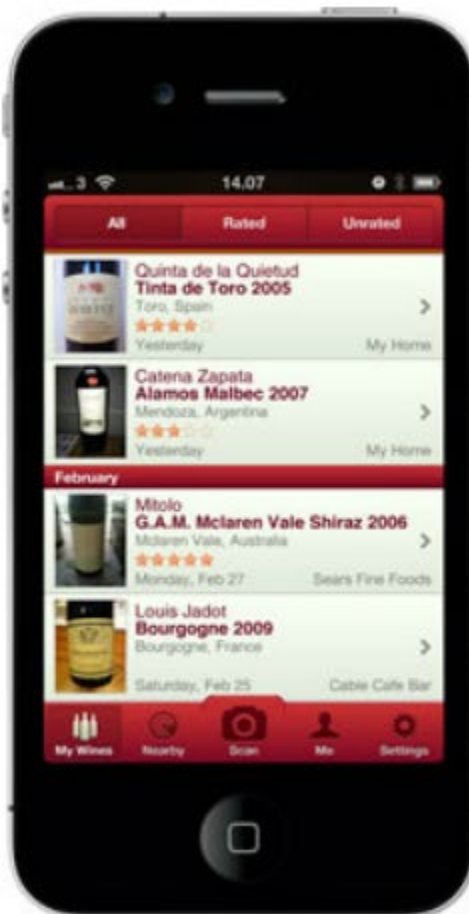 3 14.07
All Rated Unrated
Quinta de la Quietud
Tinta de Toro 2005
Toro, Spain
Yesterday My Home
Catena Zapata
Alamos Malbec 2007
Mendoza, Argentina
Yesterday My Home
February
Mitolo
G.A.M. Mclaren Vale Shiraz 2006
Mclaren Vale, Australia
Monday, Feb 27 Sears Fine Foods
Louis Jadot
Bourgogne 2009
Bourgogne, France
Saturday, Feb 25 Cable Cafe Bar
My Wines Nearby Scan Me Settings